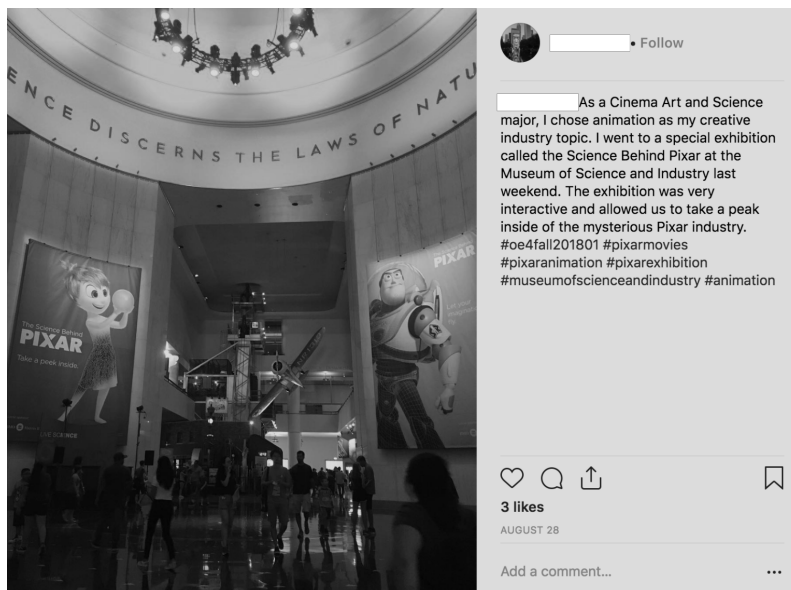 ENCE DISCERNS THE LAWS OF NATU
PIXAR
The Science Behind
PIXAR
Take a peek inside.
• Follow
As a Cinema Art and Science
major, I chose animation as my creative
industry topic. I went to a special exhibition
called the Science Behind Pixar at the
Museum of Science and Industry last
weekend. The exhibition was very
interactive and allowed us to take a peak
inside of the mysterious Pixar industry.
#oe4fall201801 #pixarmovies
#pixaranimation #pixarexhibition
#museumofscienceandindustry #animation
3 likes
AUGUST 28
Add a comment...